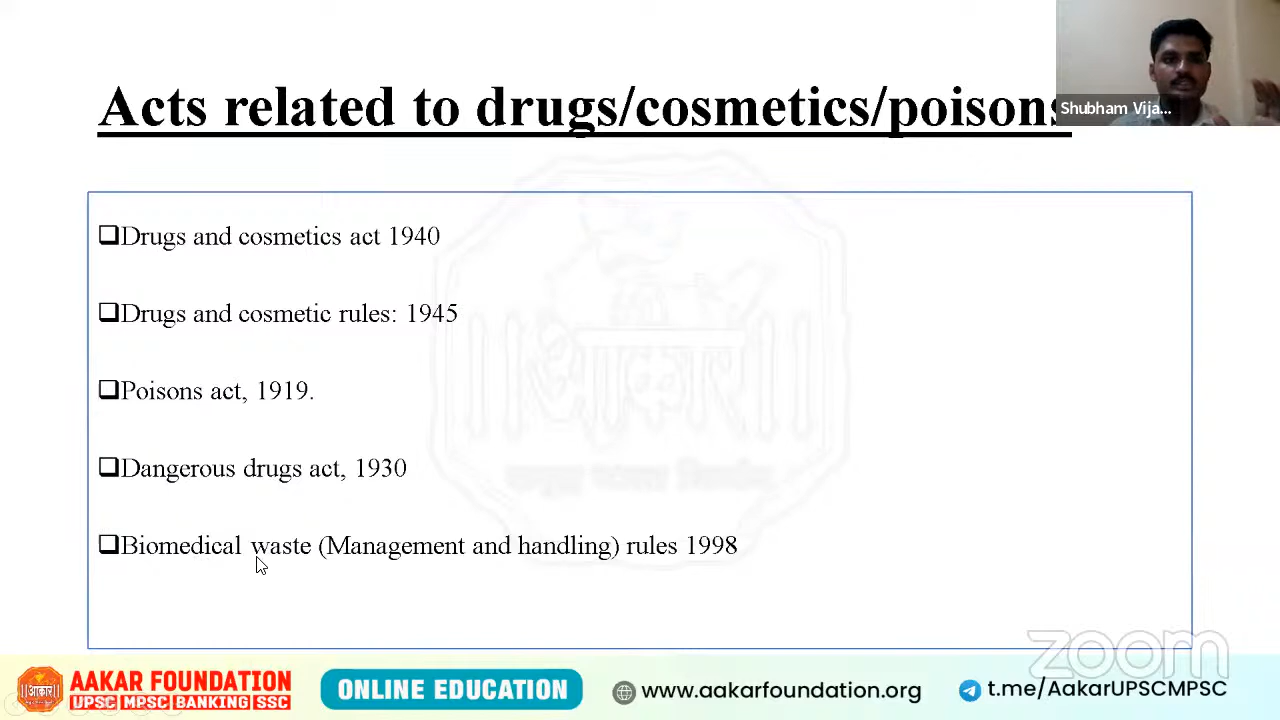 Acts related to drugs/cosmetics/poisons
Shubham Vija...
❑Drugs and cosmetics act 1940
❑Drugs and cosmetic rules: 1945
❑Poisons act, 1919.
❑Dangerous drugs act, 1930
❑Biomedical waste (Management and handling) rules 1998
आकार
zoom
आकार
AAKAR FOUNDATION
UPSC|MPSC|BANKING|SSC
ONLINE EDUCATION
www.aakarfoundation.org
t.me/AakarUPSCMPSC